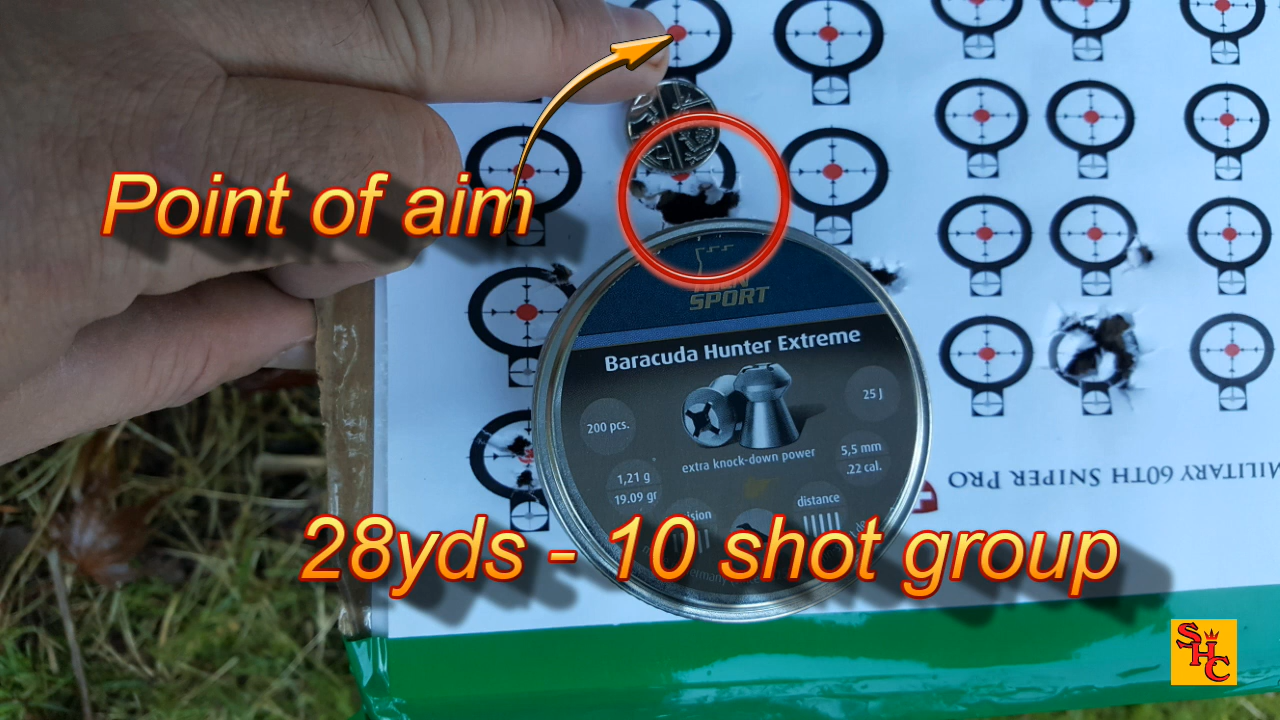 Point of aim
SPORT
Baracuda Hunter Extreme
25 J
200 pcs.
extra knock-down power
5,5 mm
.22 cal.
1,21 g
19.09 gr
distance
MILITARY 60TH SNIPER PRO
28yds - 10 shot group
SHC